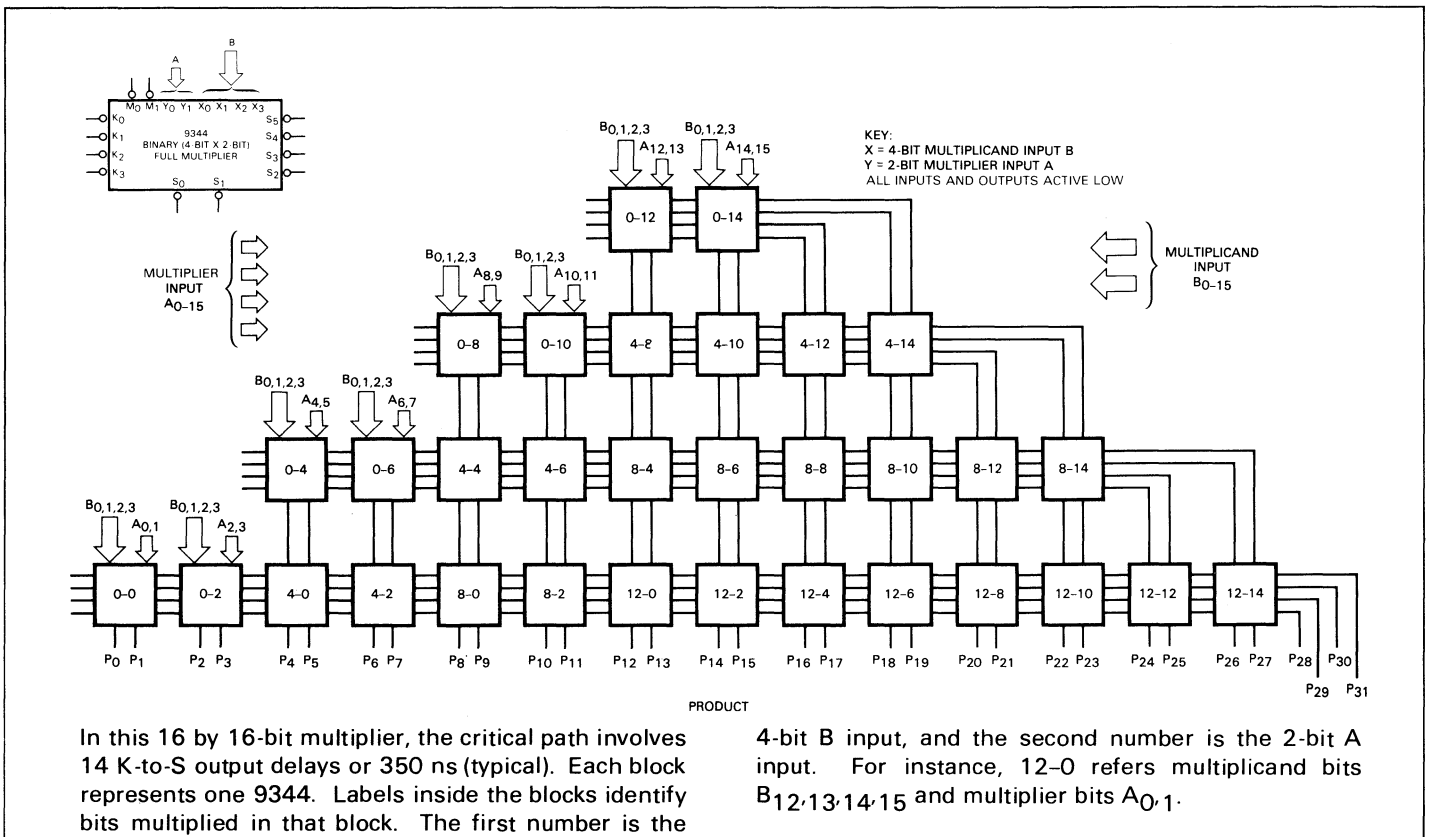 A
B
M0 M1 Y0 Y1 X0 X1 X2 X3
K0
K1
K2
K3
9344
BINARY (4-BIT X 2-BIT)
FULL MULTIPLIER
S5
S4
S3
S2
S0 S1
B0,1,2,3
A12,13
B0,1,2,3
A14,15
KEY:
X = 4-BIT MULTIPLICAND INPUT B
Y = 2-BIT MULTIPLIER INPUT A
ALL INPUTS AND OUTPUTS ACTIVE LOW
0–12 0–14
MULTIPLIER
INPUT
A0–15
MULTIPLICAND
INPUT
B0–15
B0,1,2,3
A8,9
B0,1,2,3
A10,11
0–8 0–10 4–8 4–10 4–12 4–14
B0,1,2,3
A4,5
B0,1,2,3
A6,7
0–4 0–6 4–4 4–6 8–4 8–6 8–8 8–10 8–12 8–14
B0,1,2,3
A0,1
B0,1,2,3
A2,3
0–0 0–2 4–0 4–2 8–0 8–2 12–0 12–2 12–4 12–6 12–8 12–10 12–12 12–14
P0 P1 P2 P3 P4 P5 P6 P7 P8 P9 P10 P11 P12 P13 P14 P15 P16 P17 P18 P19 P20 P21 P22 P23 P24 P25 P26 P27 P28 P30
P29 P31
PRODUCT
In this 16 by 16-bit multiplier, the critical path involves
14 K-to-S output delays or 350 ns (typical). Each block
represents one 9344. Labels inside the blocks identify
bits multiplied in that block. The first number is the
4-bit B input, and the second number is the 2-bit A
input. For instance, 12–0 refers multiplicand bits
B12,13,14,15 and multiplier bits A0,1.